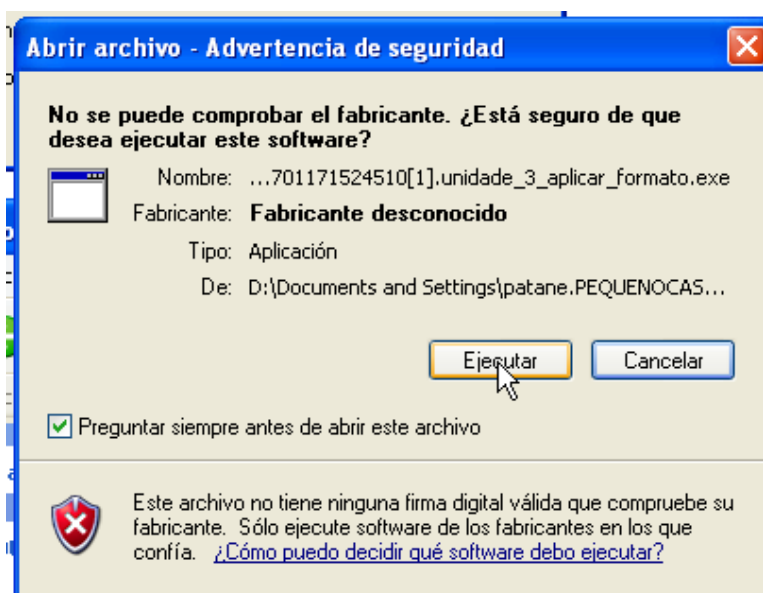 Abrir archivo - Advertencia de seguridad
No se puede comprobar el fabricante. ¿Está seguro de que
desea ejecutar este software?
Nombre: ...701171524510[1].unidade_3_aplicar_formato.exe
Fabricante: Fabricante desconocido
Tipo: Aplicación
De: D:\Documents and Settings\patane.PEQUENOCAS...
Ejecutar Cancelar
Preguntar siempre antes de abrir este archivo
Este archivo no tiene ninguna firma digital válida que compruebe su
fabricante. Sólo ejecute software de los fabricantes en los que
confía. ¿Cómo puedo decidir qué software debo ejecutar?